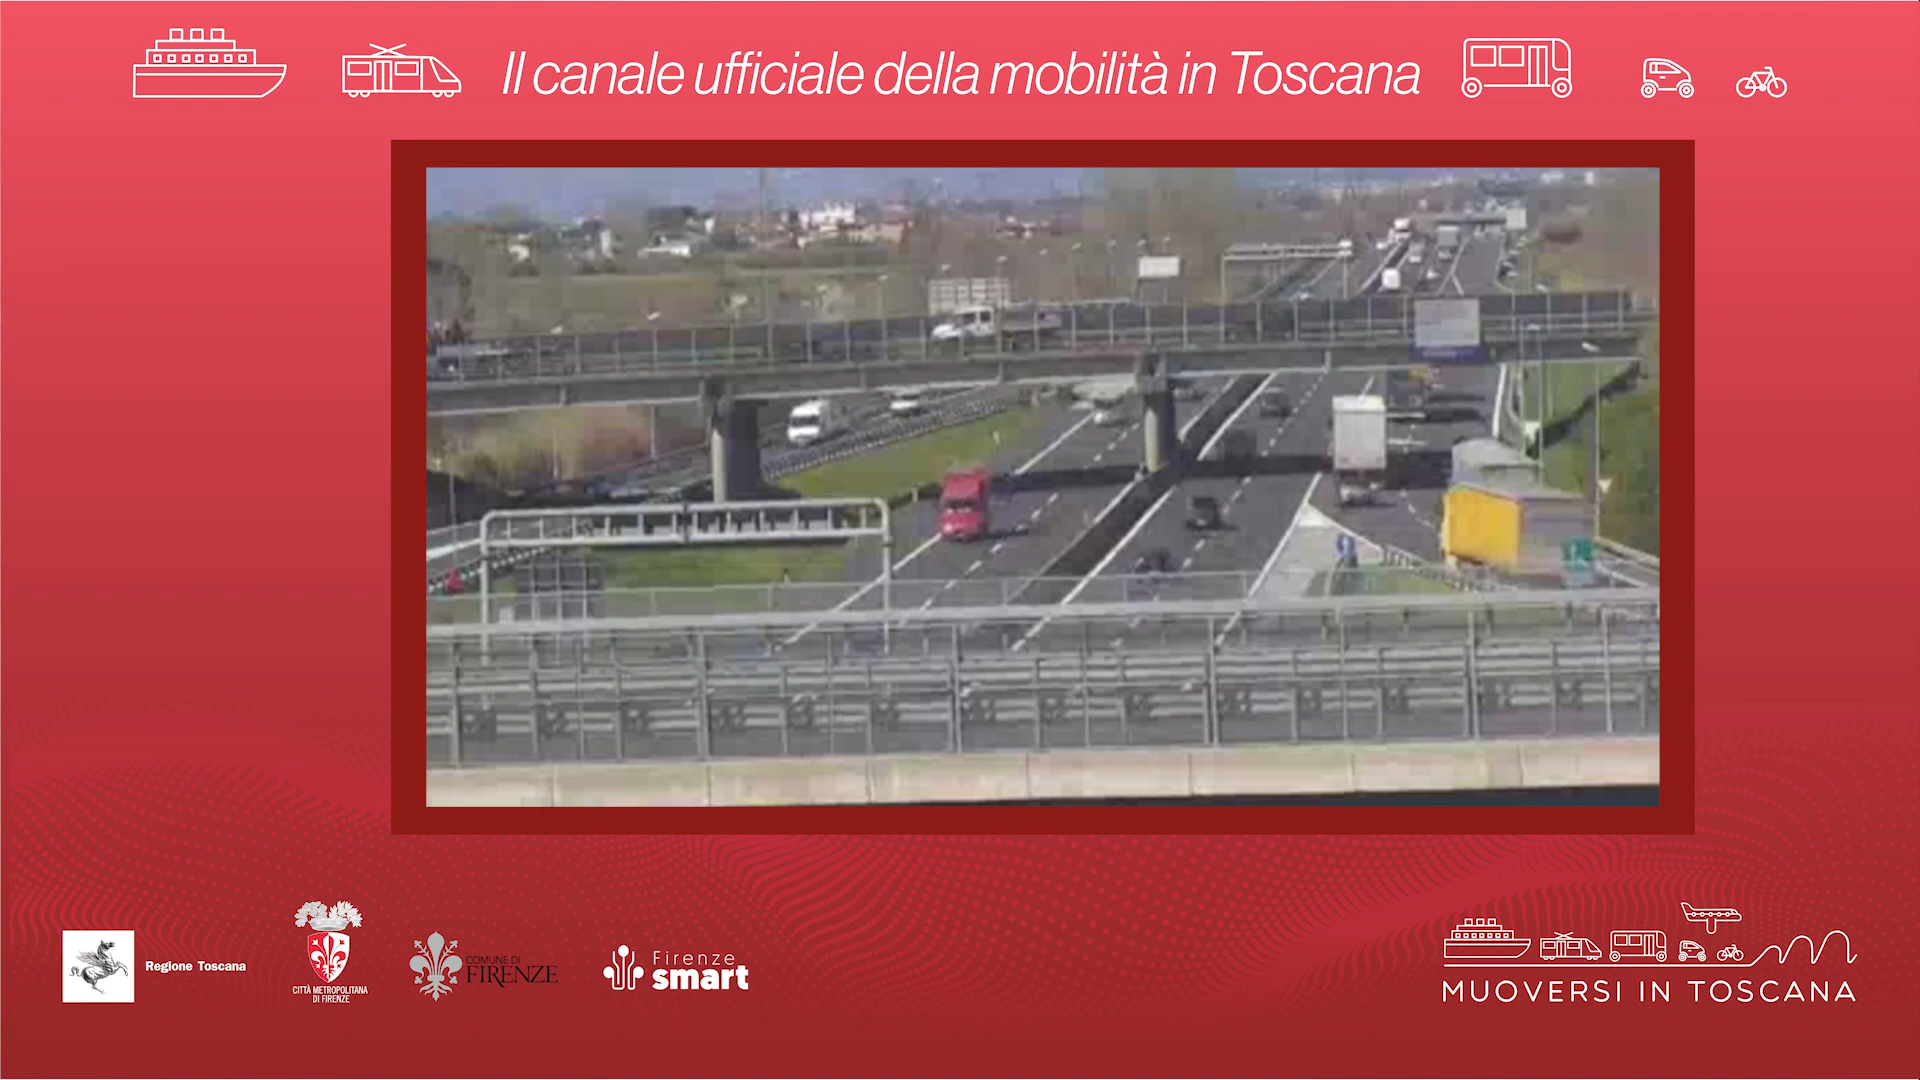 Il canale ufficiale della mobilità in Toscana
Regione Toscana
CITTÀ METROPOLITANA
DI FIRENZE
COMUNE DI
FIRENZE
Firenze
smart
MUOVERSI IN TOSCANA